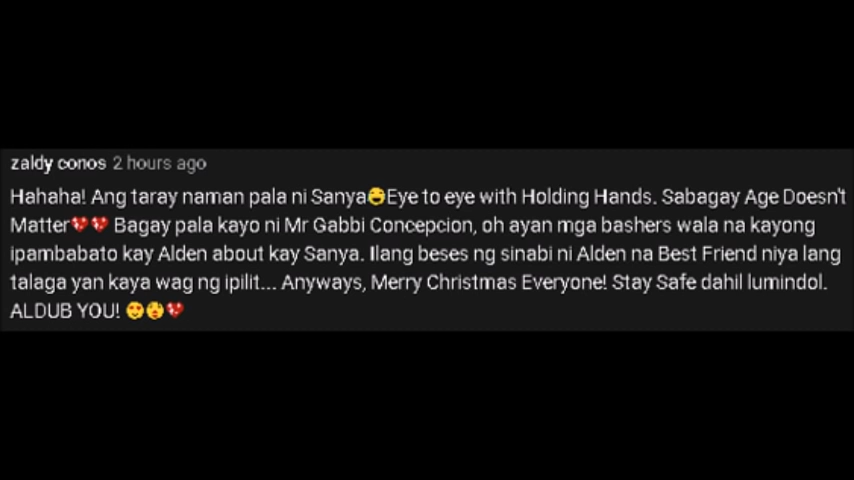 zaldy conos 2 hours ago
Hahaha! Ang taray naman pala ni Sanya😄Eye to eye with Holding Hands. Sabagay Age Doesn't
Matter💖💖 Bagay pala kayo ni Mr Gabbi Concepcion, oh ayan mga bashers wala na kayong
ipambabato kay Alden about kay Sanya. Ilang beses ng sinabi ni Alden na Best Friend niya lang
talaga yan kaya wag ng ipilit... Anyways, Merry Christmas Everyone! Stay Safe dahil lumindol.
ALDUB YOU! 😍😘💖